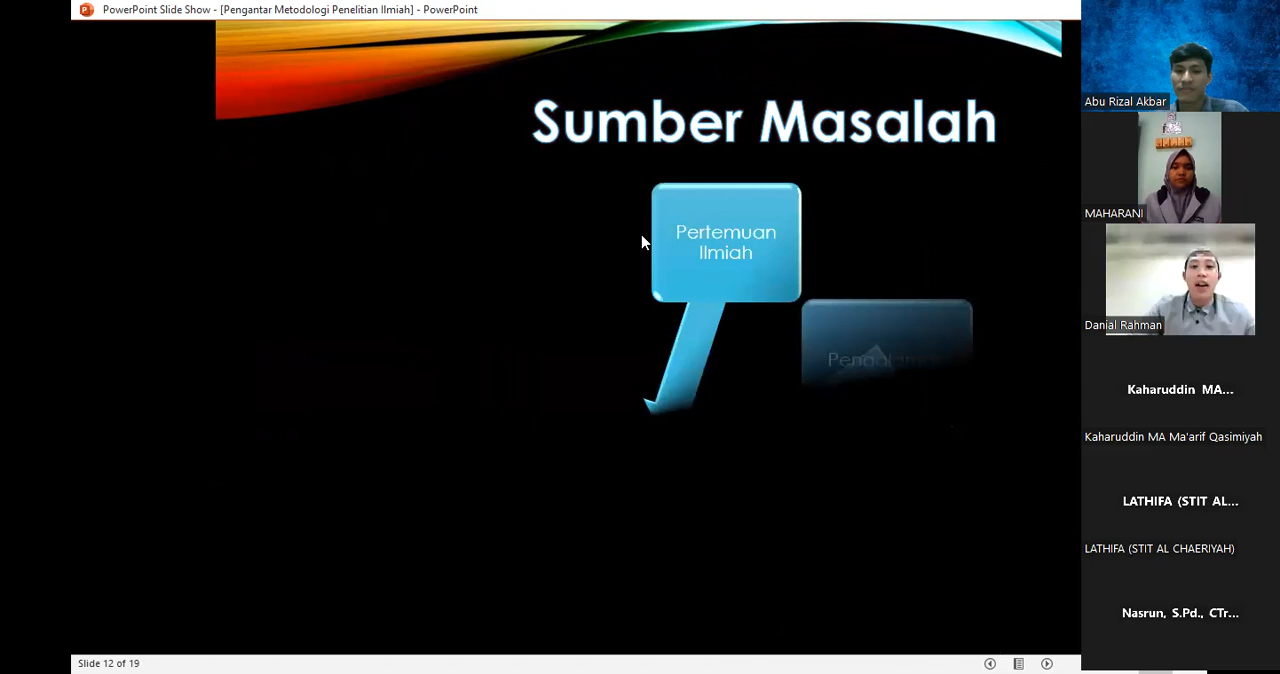 PowerPoint Slide Show - [Pengantar Metodologi Penelitian Ilmiah] - PowerPoint
Sumber Masalah
Pertemuan
Ilmiah
Slide 12 of 19
Abu Rizal Akbar
MAHARANI
Danial Rahman
Kaharuddin MA...
Kaharuddin MA Ma'arif Qasimiyah
LATHIFA (STIT AL...
LATHIFA (STIT AL CHAERIYAH)
Nasrun, S.Pd., CTr...